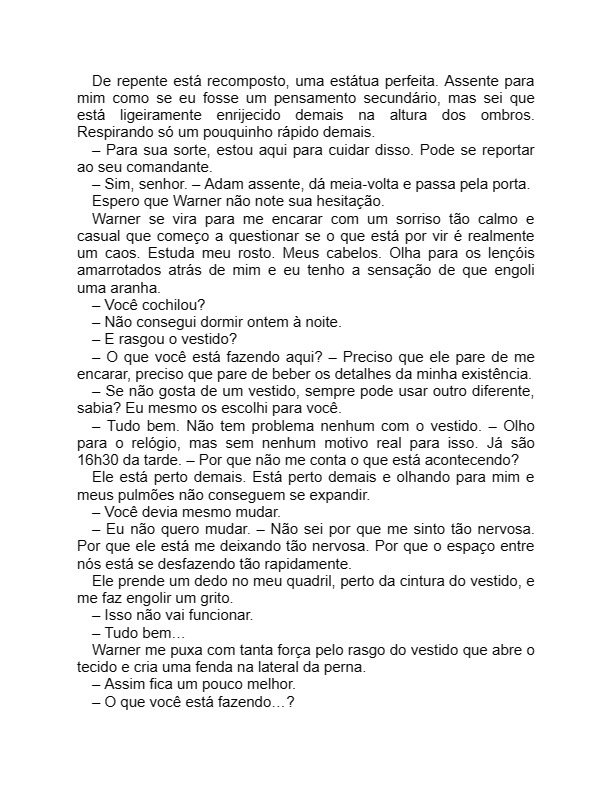 De repente está recomposto, uma estátua perfeita. Assente para
mim como se eu fosse um pensamento secundário, mas sei que
está ligeiramente enrijecido demais na altura dos ombros.
Respirando só um pouquinho rápido demais.
– Para sua sorte, estou aqui para cuidar disso. Pode se reportar
ao seu comandante.
– Sim, senhor. – Adam assente, dá meia-volta e passa pela porta.
Espero que Warner não note sua hesitação.
Warner se vira para me encarar com um sorriso tão calmo e
casual que começo a questionar se o que está por vir é realmente
um caos. Estuda meu rosto. Meus cabelos. Olha para os lençóis
amarrotados atrás de mim e eu tenho a sensação de que engoli
uma aranha.
– Você cochilou?
– Não consegui dormir ontem à noite.
– E rasgou o vestido?
– O que você está fazendo aqui? – Preciso que ele pare de me
encarar, preciso que pare de beber os detalhes da minha existência.
– Se não gosta de um vestido, sempre pode usar outro diferente,
sabia? Eu mesmo os escolhi para você.
– Tudo bem. Não tem problema nenhum com o vestido. – Olho
para o relógio, mas sem nenhum motivo real para isso. Já são
16h30 da tarde. – Por que não me conta o que está acontecendo?
Ele está perto demais. Está perto demais e olhando para mim e
meus pulmões não conseguem se expandir.
– Você devia mesmo mudar.
– Eu não quero mudar. – Não sei por que me sinto tão nervosa.
Por que ele está me deixando tão nervosa. Por que o espaço entre
nós está se desfazendo tão rapidamente.
Ele prende um dedo no meu quadril, perto da cintura do vestido, e
me faz engolir um grito.
– Isso não vai funcionar.
– Tudo bem…
Warner me puxa com tanta força pelo rasgo do vestido que abre o
tecido e cria uma fenda na lateral da perna.
– Assim fica um pouco melhor.
– O que você está fazendo…?